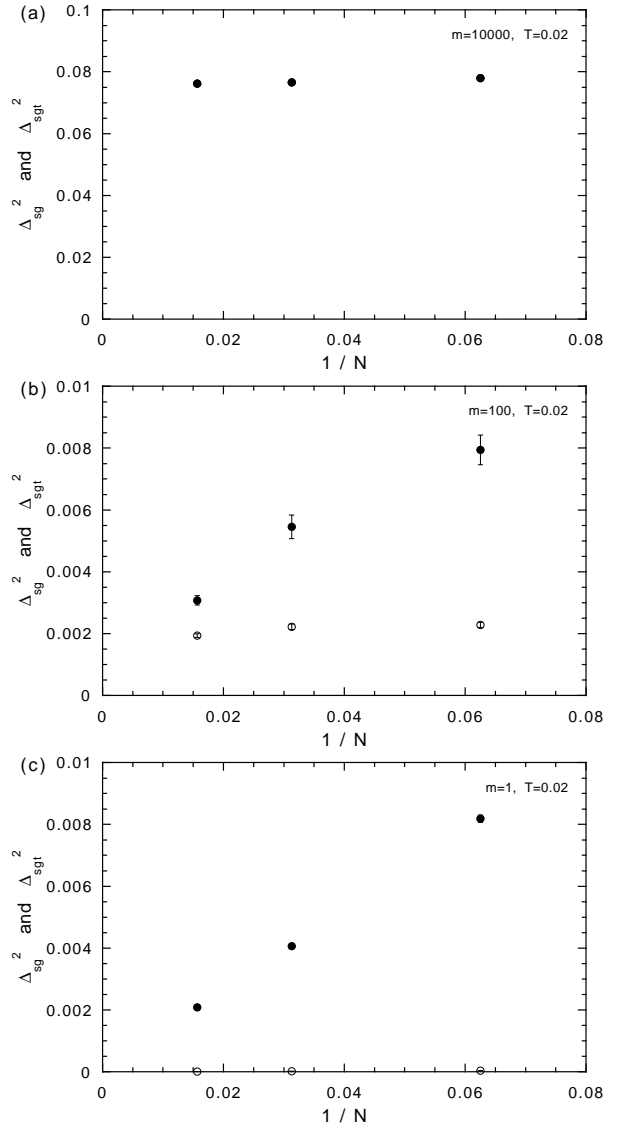 (a)
m=10000, T=0.02
0.1
0.08
0.06
0.04
0.02
0
Δsg² and Δsgt²
0 0.02 0.04 0.06 0.08
1 / N
(b)
m=100, T=0.02
0.01
0.008
0.006
0.004
0.002
0
Δsg² and Δsgt²
0 0.02 0.04 0.06 0.08
1 / N
(c)
m=1, T=0.02
0.01
0.008
0.006
0.004
0.002
0
Δsg² and Δsgt²
0 0.02 0.04 0.06 0.08
1 / N